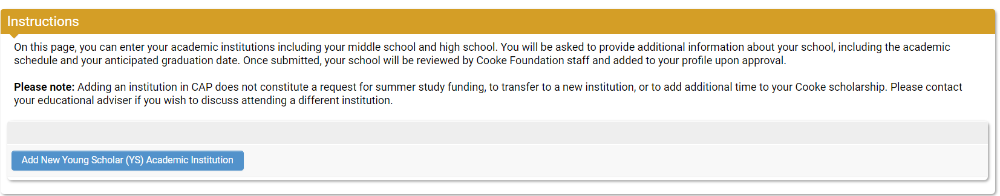 Instructions
On this page, you can enter your academic institutions including your middle school and high school. You will be asked to provide additional information about your school, including the academic
schedule and your anticipated graduation date. Once submitted, your school will be reviewed by Cooke Foundation staff and added to your profile upon approval.
Please note: Adding an institution in CAP does not constitute a request for summer study funding, to transfer to a new institution, or to add additional time to your Cooke scholarship. Please contact
your educational adviser if you wish to discuss attending a different institution.
Add New Young Scholar (YS) Academic Institution